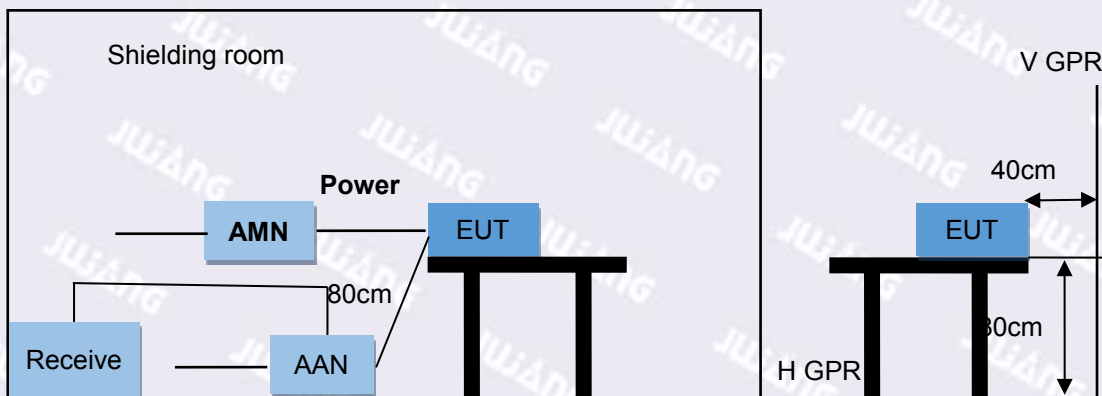 Shielding room
Power
AMN
EUT
80cm
Receive
AAN
V GPR
40cm
EUT
H GPR